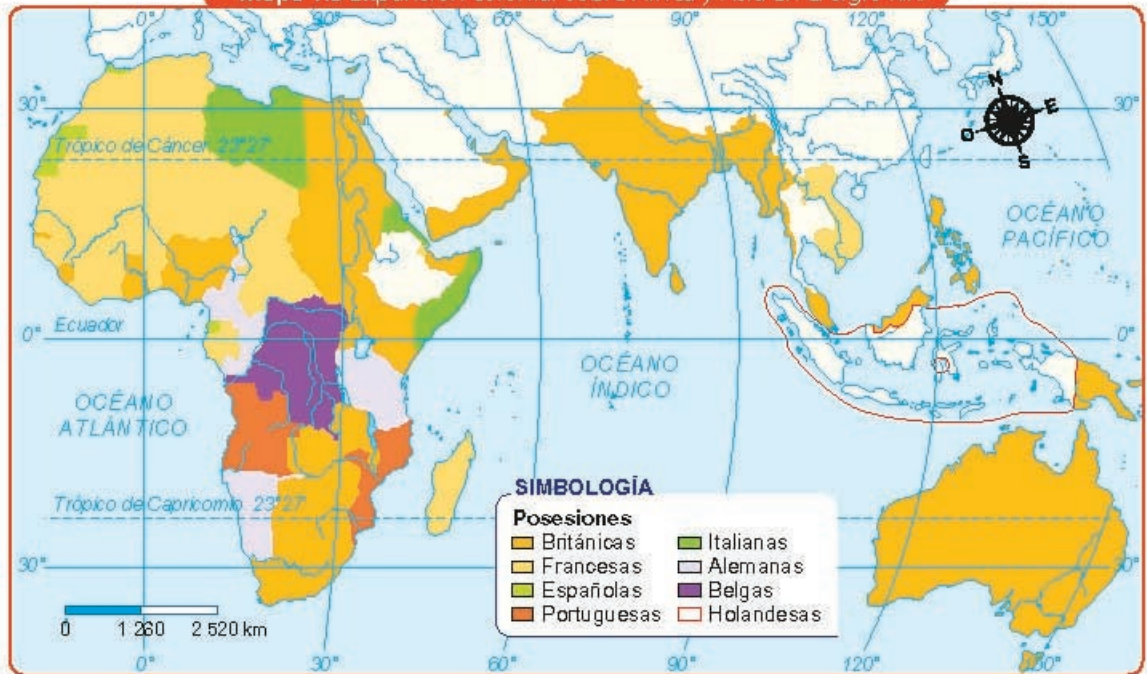 0°
30°
60°
90°
120°
150°
30°
30°
Trópico de Cáncer 23°27'
OCÉANO
PACÍFICO
N
E
O
S
Ecuador
0°
0°
OCÉANO
ÍNDICO
OCÉANO
ATLÁNTICO
Trópico de Capricornio 23°27'
30°
30°
SIMBOLOGÍA
Posesiones
Británicas
Francesas
Españolas
Portuguesas
Italianas
Alemanas
Belgas
Holandesas
0 1 260 2 520 km
0°
30°
60°
90°
120°
150°